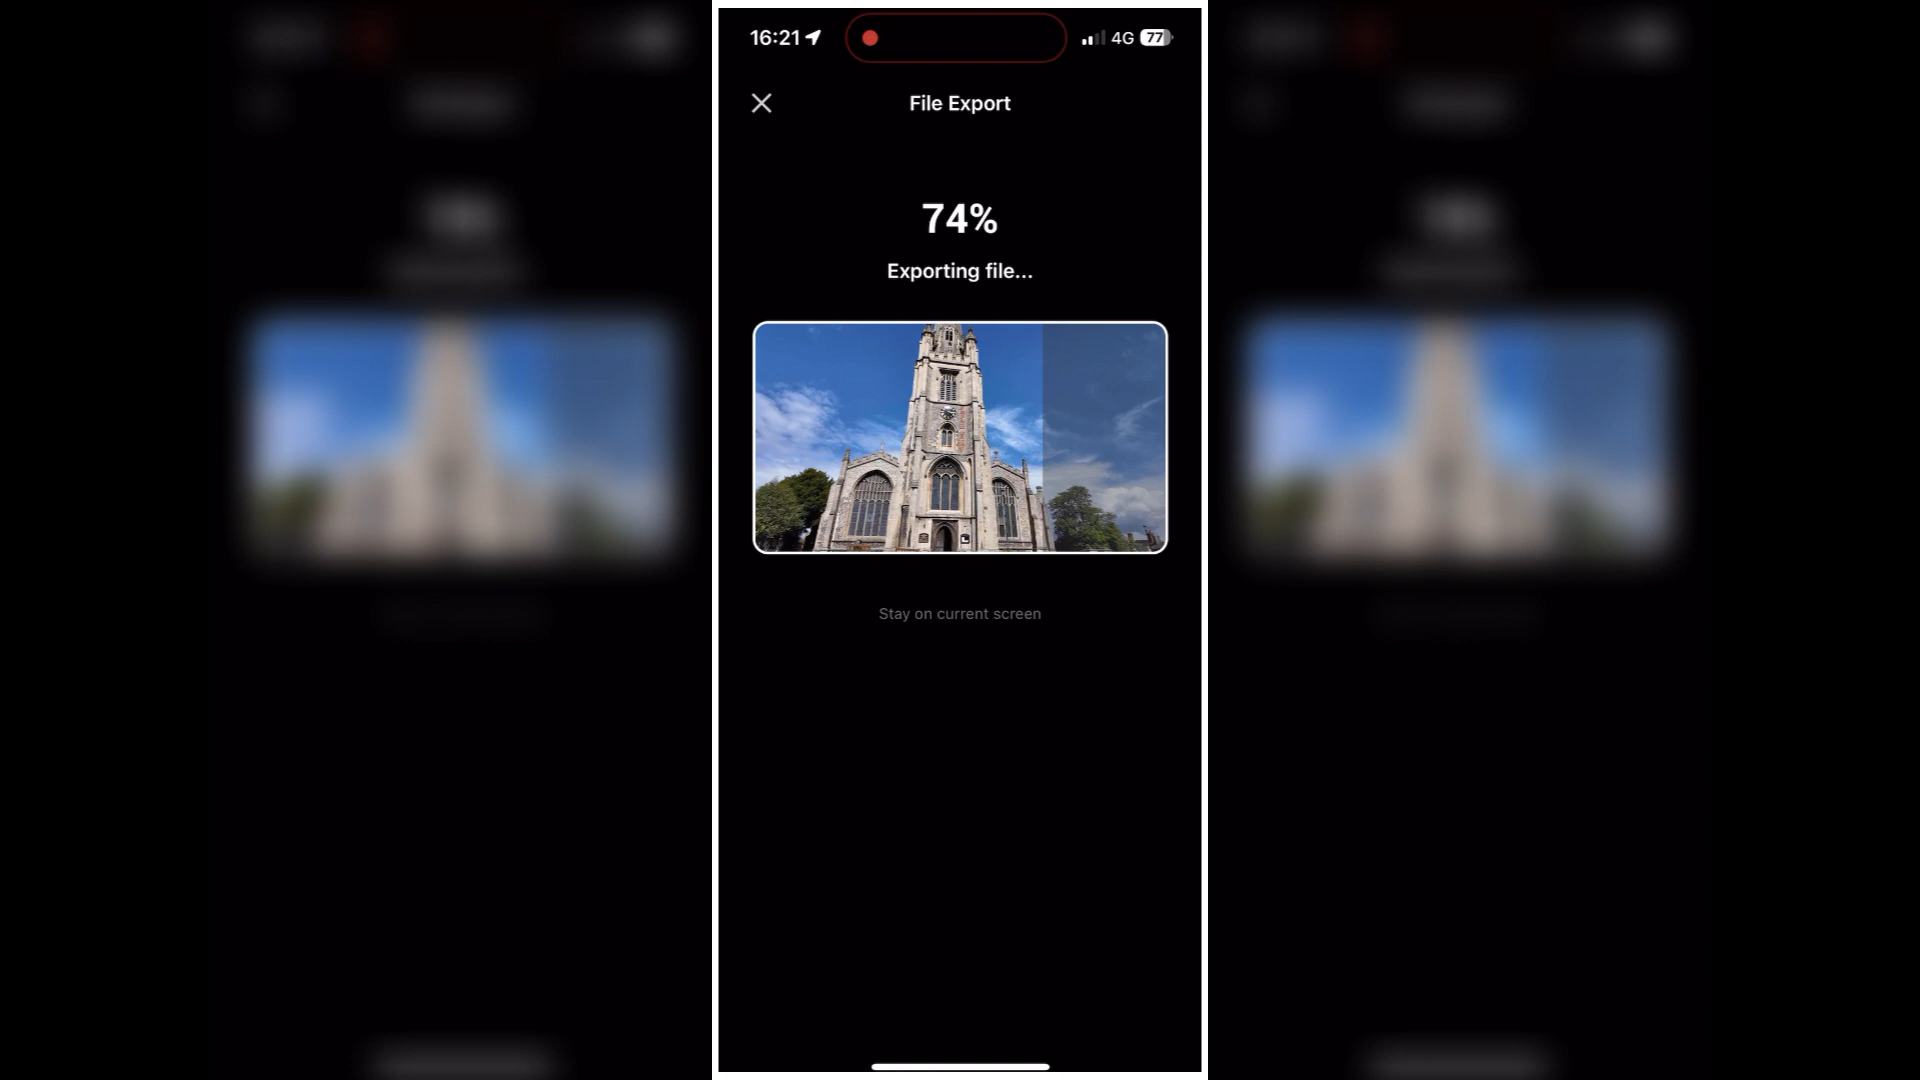 16:21
4G 77
File Export
74%
Exporting file...
Stay on current screen